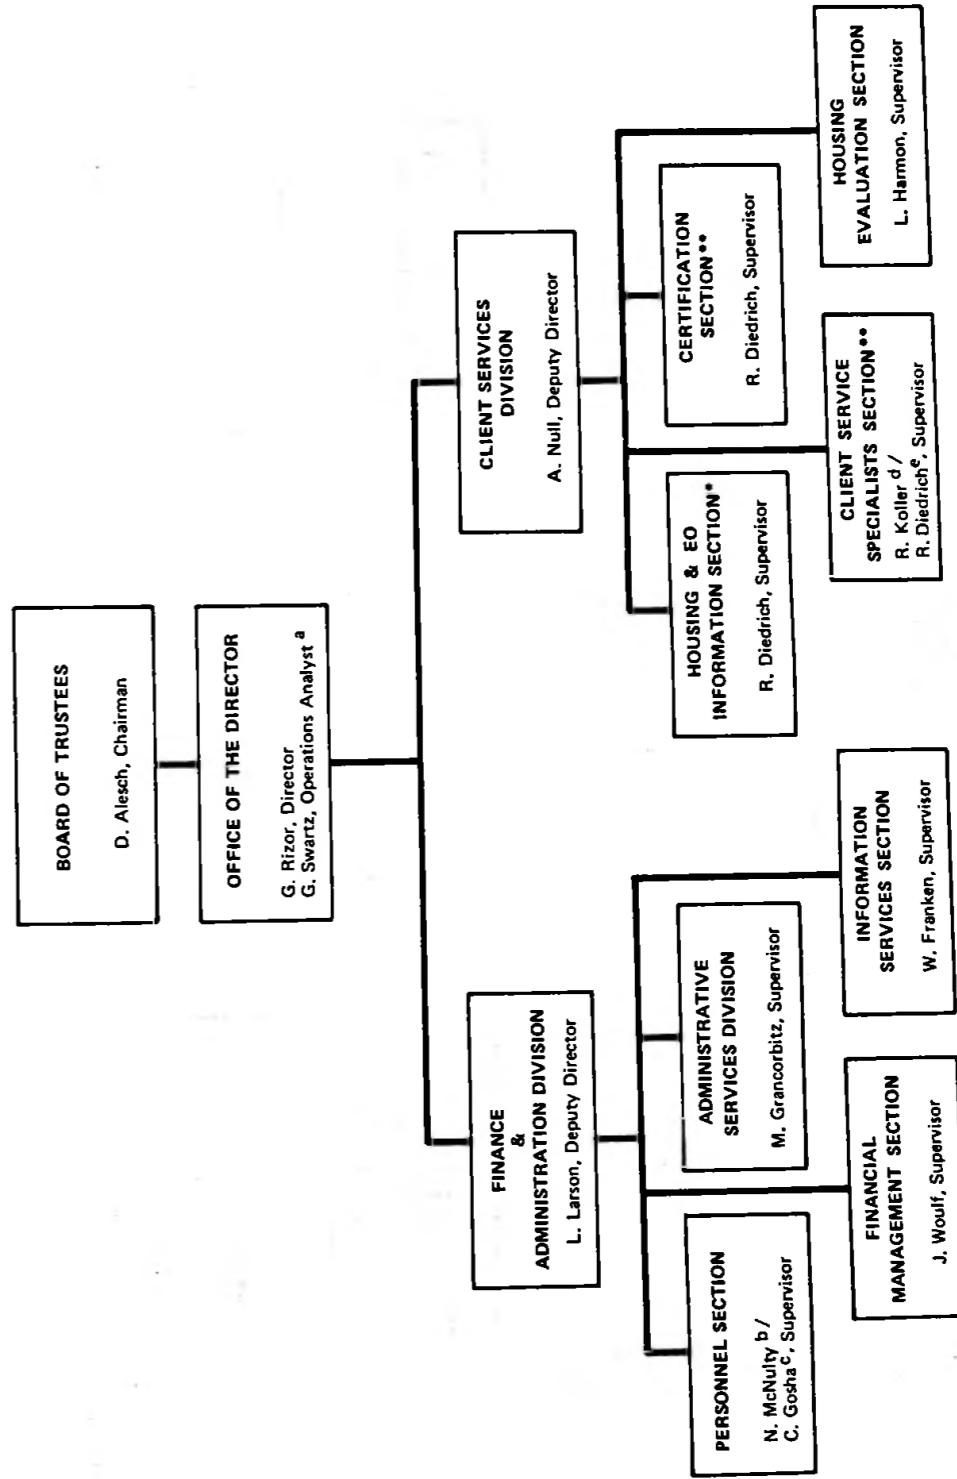 BOARD OF TRUSTEES
D. Alesch, Chairman
OFFICE OF THE DIRECTOR
G. Rizor, Director
G. Swartz, Operations Analyst a
FINANCE
&
ADMINISTRATION DIVISION
L. Larson, Deputy Director
CLIENT SERVICES
DIVISION
A. Null, Deputy Director
PERSONNEL SECTION
N. McNulty b/
C. Gosha c, Supervisor
ADMINISTRATIVE
SERVICES DIVISION
M. Grancorbitz, Supervisor
HOUSING & EO
INFORMATION SECTION*
R. Diedrich, Supervisor
CERTIFICATION
SECTION**
R. Diedrich, Supervisor
FINANCIAL
MANAGEMENT SECTION
J. Woulf, Supervisor
INFORMATION
SERVICES SECTION
W. Franken, Supervisor
CLIENT SERVICE
SPECIALISTS SECTION**
R. Koller d/
R. Diedrich e, Supervisor
HOUSING
EVALUATION SECTION
L. Harmon, Supervisor